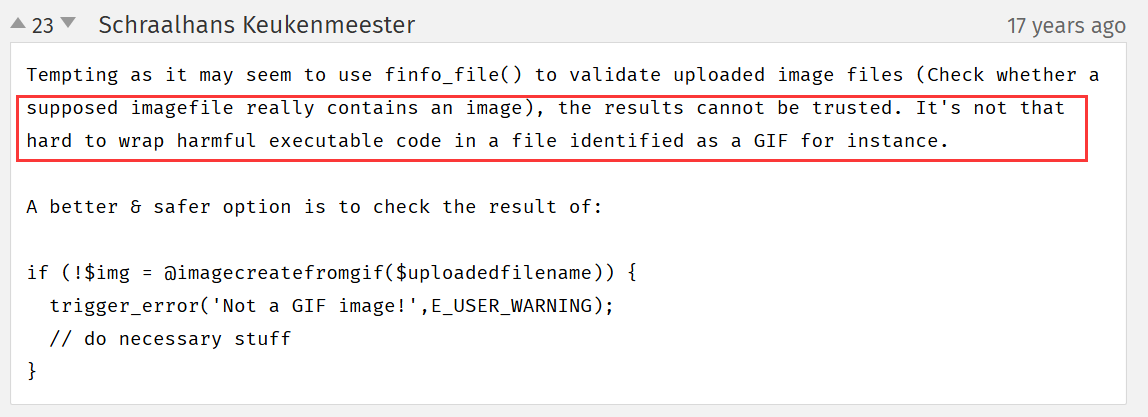 23 Schraalhans Keukenmeester 17 years ago
Tempting as it may seem to use finfo_file() to validate uploaded image files (Check whether a
supposed imagefile really contains an image), the results cannot be trusted. It's not that
hard to wrap harmful executable code in a file identified as a GIF for instance.
A better & safer option is to check the result of:
if (!$img = @imagecreatefromgif($uploadedfilename)) {
  trigger_error('Not a GIF image!',E_USER_WARNING);
  // do necessary stuff
}